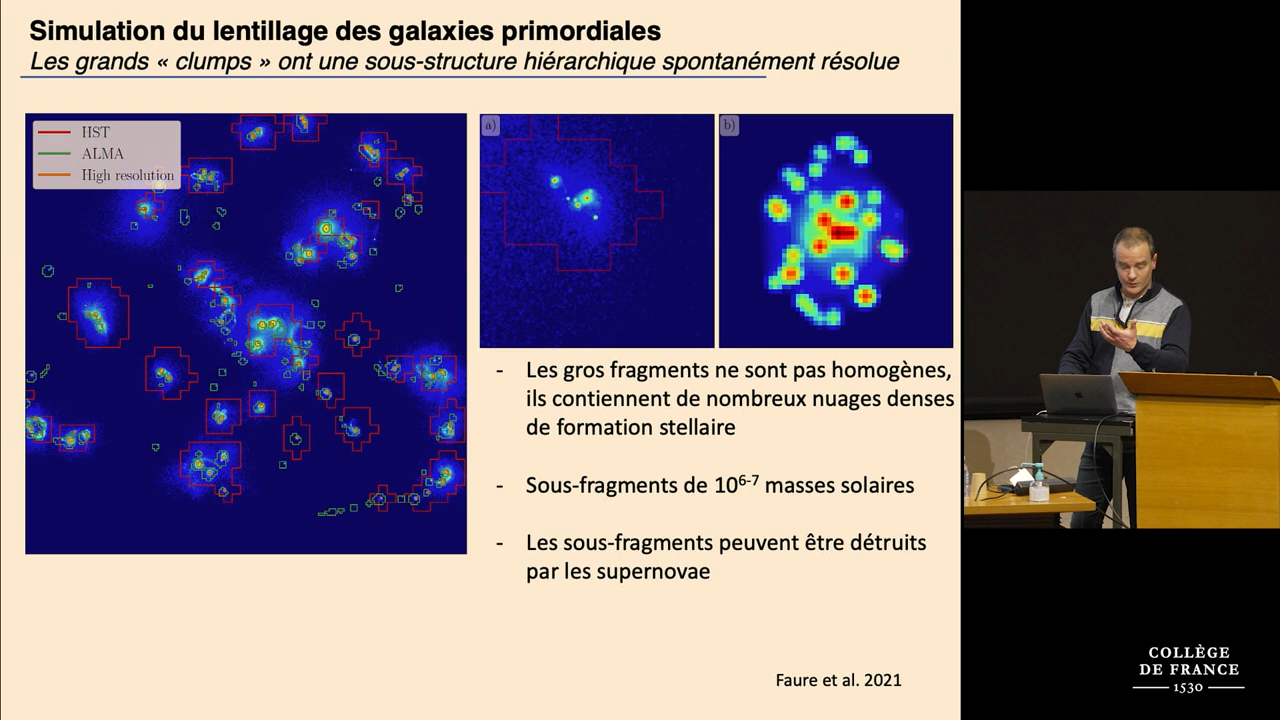 Simulation du lentillage des galaxies primordiales
Les grands « clumps » ont une sous-structure hiérarchique spontanément résolue
HST
ALMA
High resolution
a)
b)
- Les gros fragments ne sont pas homogènes,
ils contiennent de nombreux nuages denses
de formation stellaire
- Sous-fragments de 10⁶⁻⁷ masses solaires
- Les sous-fragments peuvent être détruits
par les supernovae
Faure et al. 2021
COLLÈGE
DE FRANCE
1530